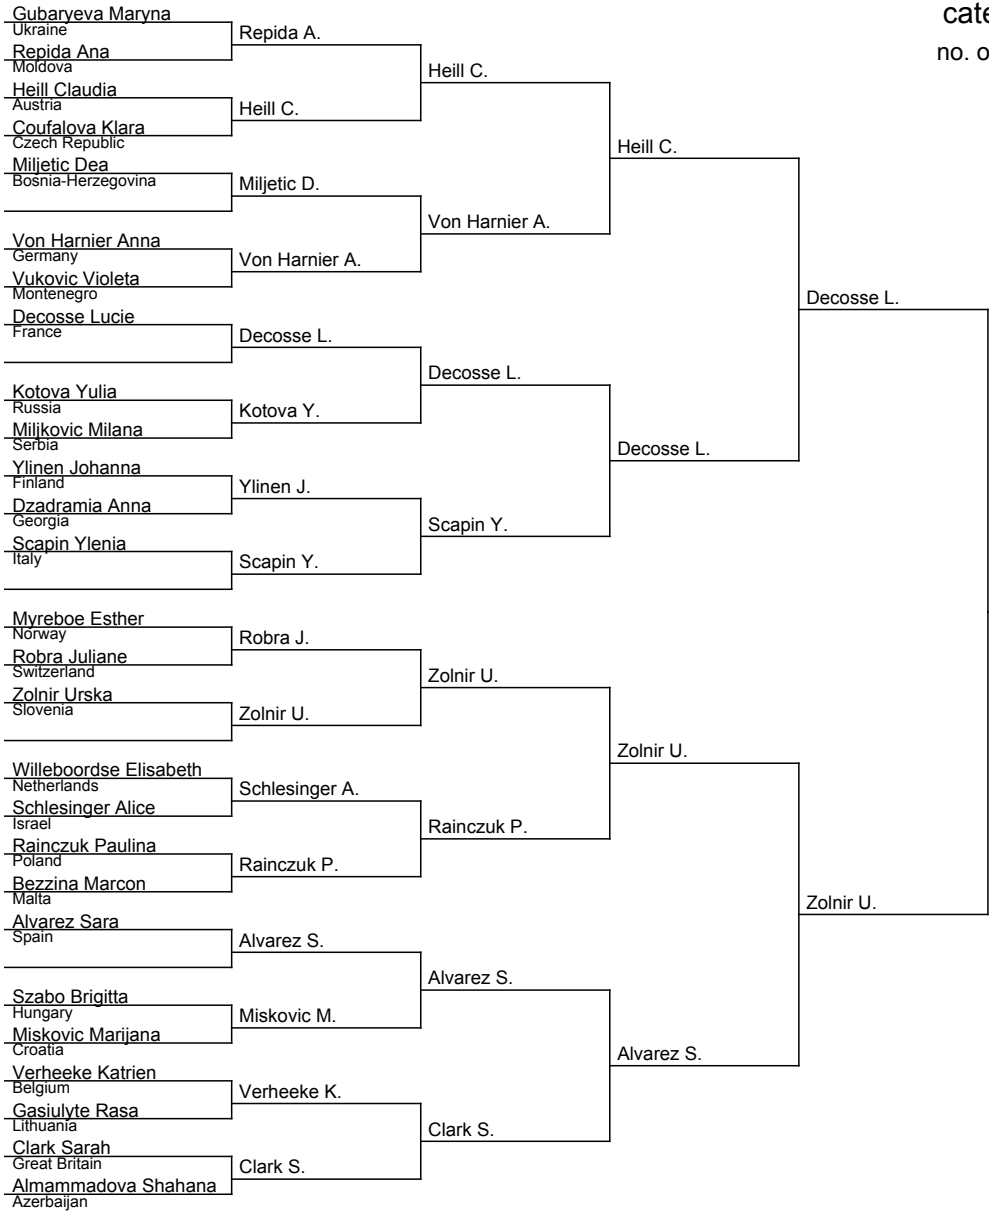 Gubaryeva Maryna
Ukraine
Repida Ana
Moldova
Heill Claudia
Austria
Coufalova Klara
Czech Republic
Miljetic Dea
Bosnia-Herzegovina
Von Harnier Anna
Germany
Vukovic Violeta
Montenegro
Decosse Lucie
France
Kotova Yulia
Russia
Miljkovic Milana
Serbia
Ylinen Johanna
Finland
Dzadramia Anna
Georgia
Scapin Ylenia
Italy
Myreboe Esther
Norway
Robra Juliane
Switzerland
Zolnir Urska
Slovenia
Willeboordse Elisabeth
Netherlands
Schlesinger Alice
Israel
Rainczuk Paulina
Poland
Bezzina Marcon
Malta
Alvarez Sara
Spain
Szabo Brigitta
Hungary
Miskovic Marijana
Croatia
Verheeke Katrien
Belgium
Gasiulyte Rasa
Lithuania
Clark Sarah
Great Britain
Almammadova Shahana
Azerbaijan
Repida A.
Heill C.
Miljetic D.
Von Harnier A.
Decosse L.
Kotova Y.
Ylinen J.
Scapin Y.
Robra J.
Zolnir U.
Schlesinger A.
Rainczuk P.
Alvarez S.
Miskovic M.
Verheeke K.
Clark S.
Heill C.
Von Harnier A.
Decosse L.
Scapin Y.
Zolnir U.
Rainczuk P.
Alvarez S.
Clark S.
Heill C.
Decosse L.
Zolnir U.
Alvarez S.
Decosse L.
Zolnir U.
cate
no. o